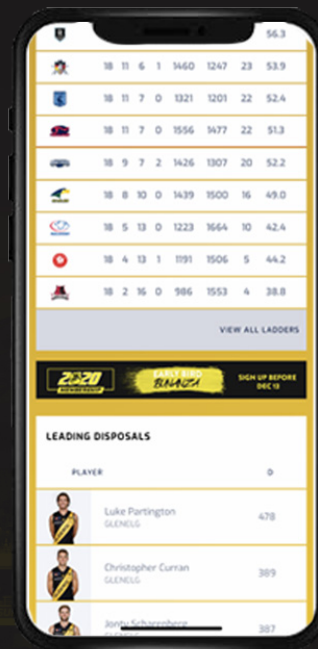 56.3
18 11 6 1 1460 1247 23 53.9
18 11 7 0 1321 1201 22 52.4
18 11 7 0 1556 1477 22 51.3
18 9 7 2 1426 1307 20 52.2
18 8 10 0 1439 1500 16 49.0
18 5 13 0 1223 1664 10 42.4
18 4 13 1 1191 1506 5 44.2
18 2 16 0 986 1553 4 38.8
VIEW ALL LADDERS
2020 MEMBERSHIP
EARLY BIRD
BONANZA
SIGN UP BEFORE
DEC 13
LEADING DISPOSALS
PLAYER D
Luke Partington 478
GLENELG
Christopher Curran 389
GLENELG
Jonty Scharenberg 387
GLENELG